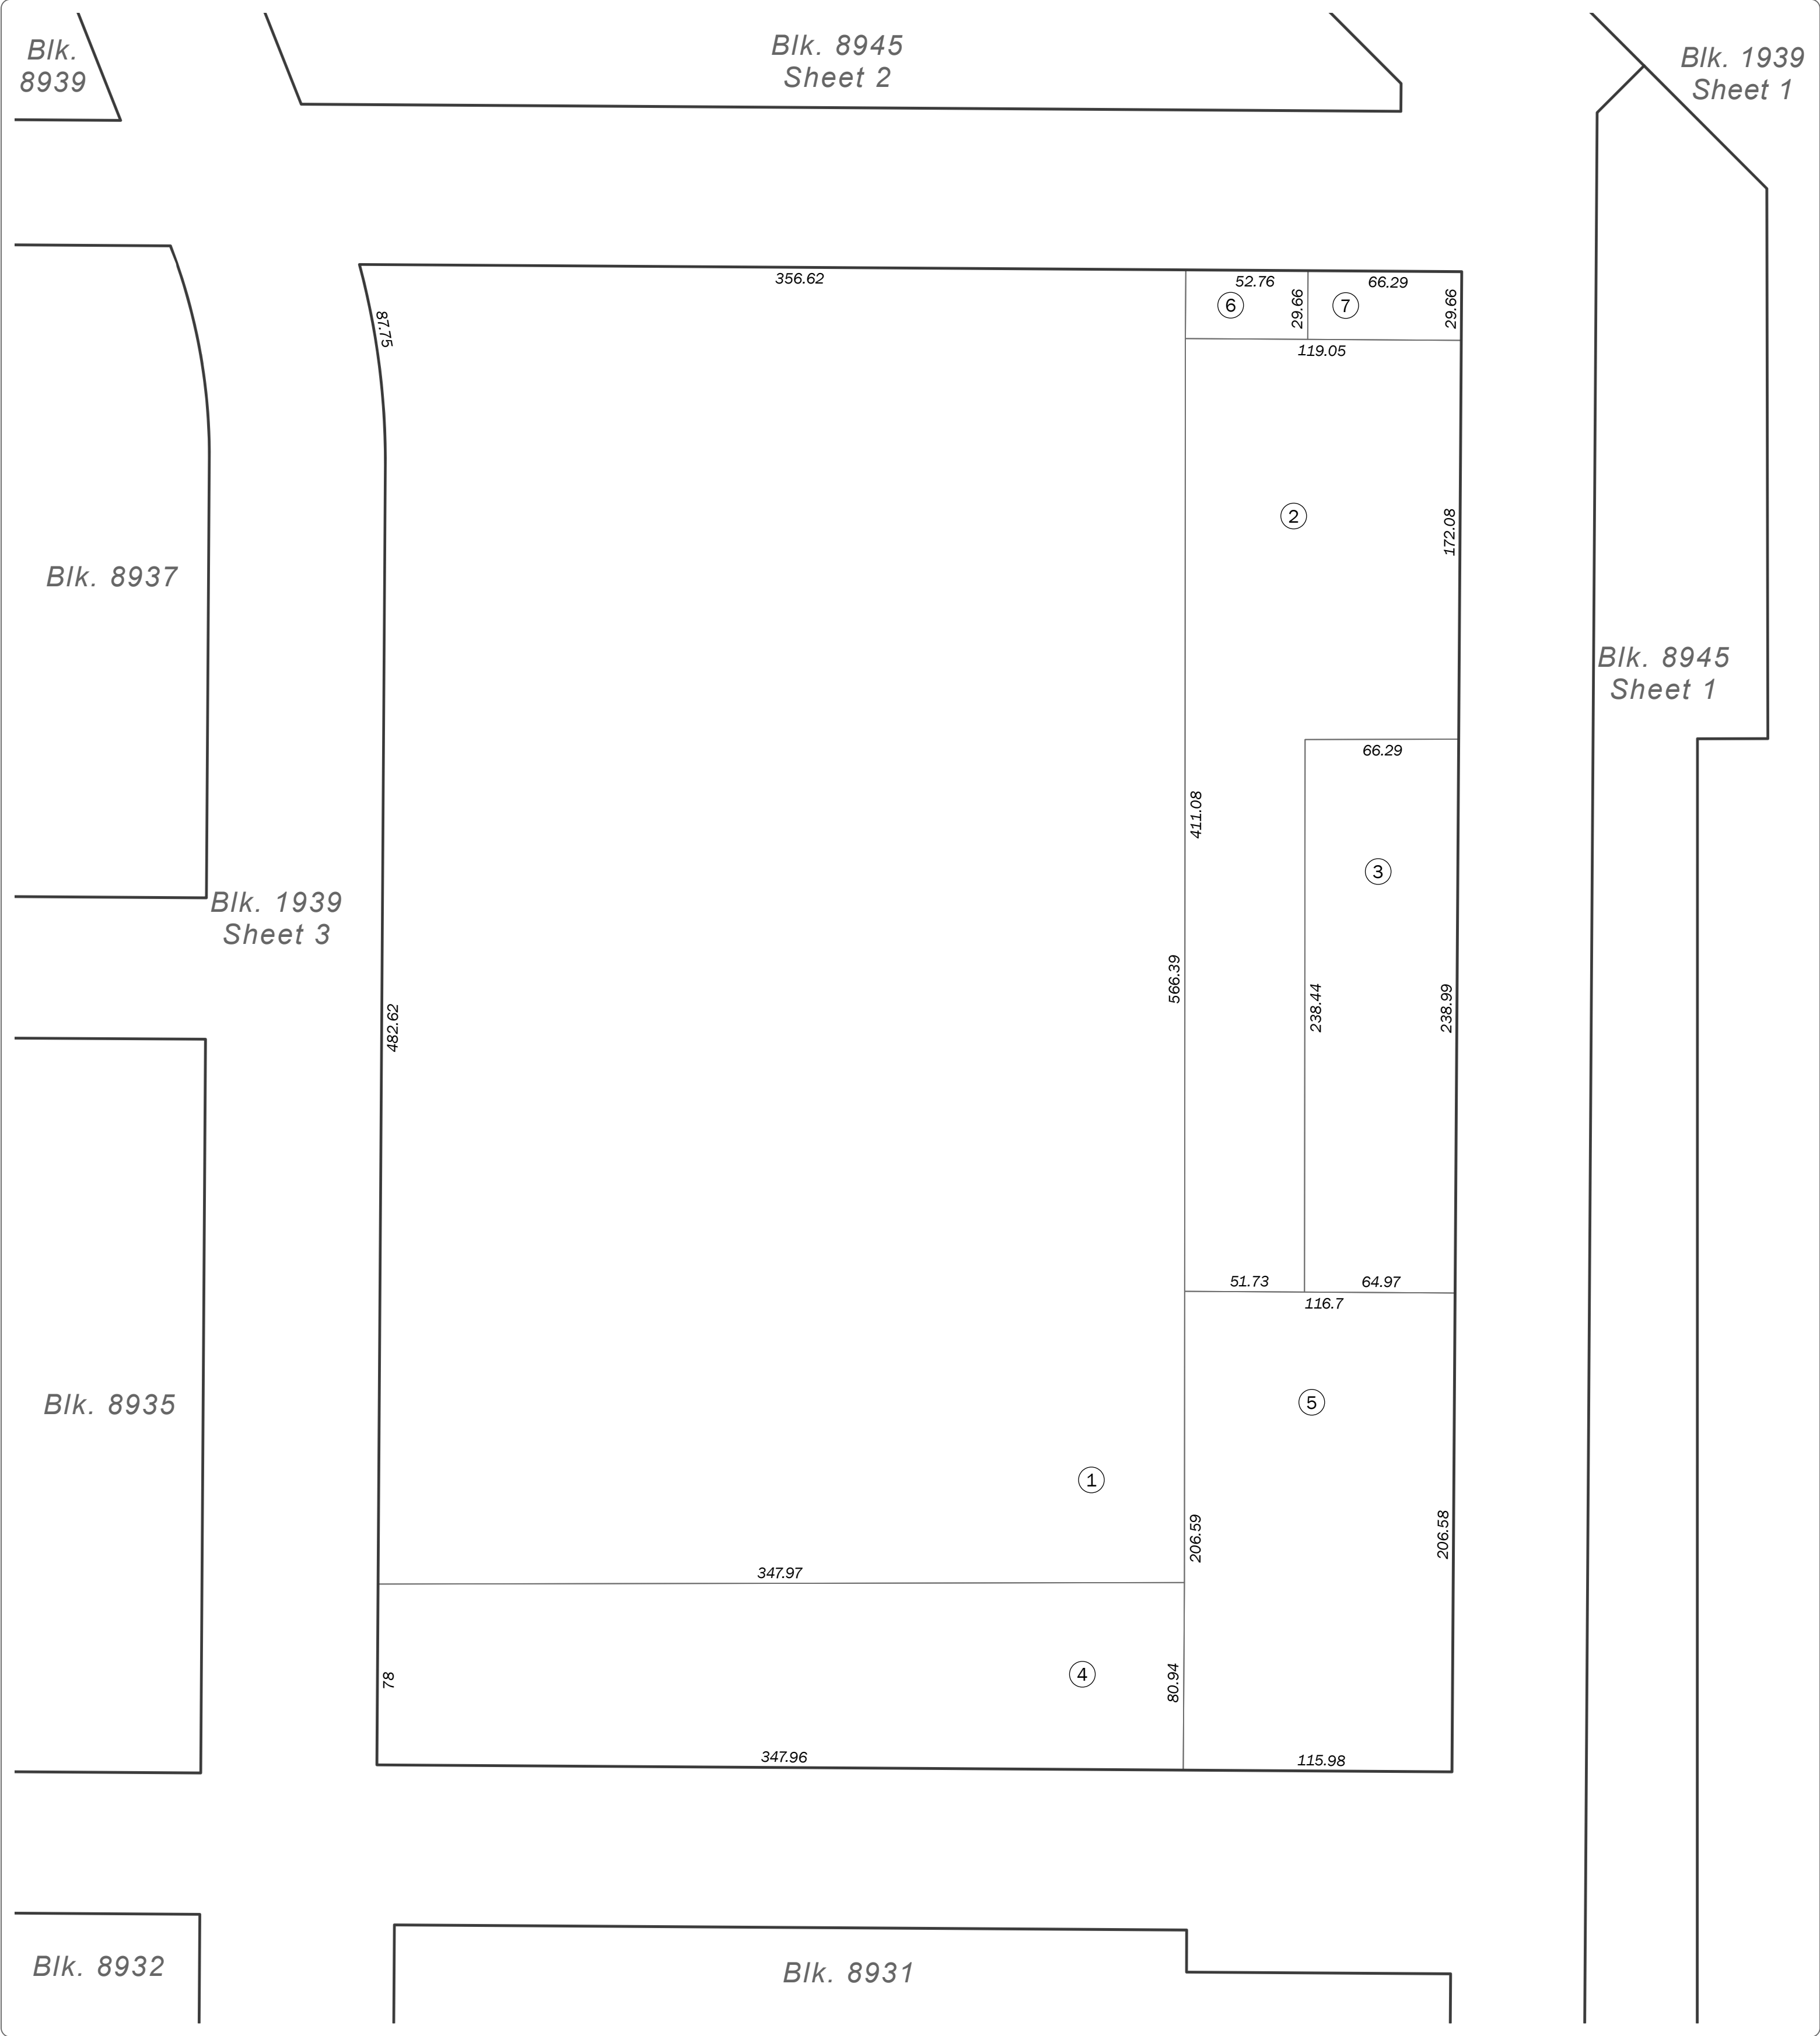 Blk.
8939
Blk. 8945
Sheet 2
Blk. 1939
Sheet 1
356.62
52.76
66.29
87.75
6
29.66
7
29.66
119.05
2
172.08
Blk. 8937
Blk. 8945
Sheet 1
66.29
411.08
3
Blk. 1939
Sheet 3
566.39
482.62
238.44
238.99
51.73
64.97
116.7
Blk. 8935
5
1
206.59
206.58
347.97
78
4
80.94
347.96
115.98
Blk. 8932
Blk. 8931